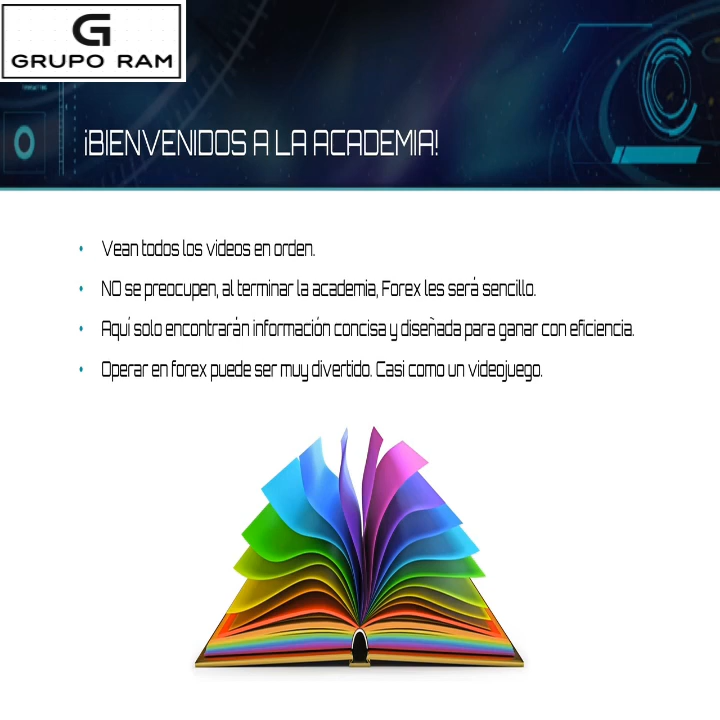 G
GRUPO RAM
¡BIENVENIDOS A LA ACADEMIA!
• Vean todos los videos en orden.
• NO se preocupen, al terminar la academia, Forex les será sencillo.
• Aquí solo encontrarán información concisa y diseñada para ganar con eficiencia.
• Operar en forex puede ser muy divertido. Casi como un videojuego.